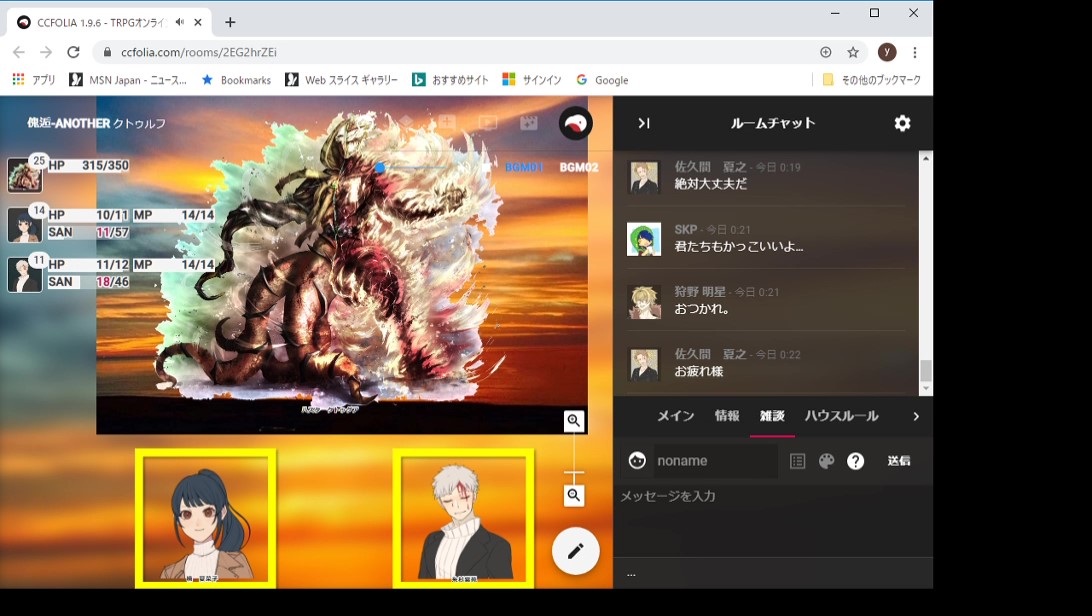 CCFOLIA 1.9.6 - TRPGオンライ
ccfolia.com/rooms/2EG2hrZEi
y
アプリ MSN Japan - ニュース... Bookmarks Web スライス ギャラリー おすすめサイト サインイン Google その他のブックマーク
傀逅-ANOTHER クトゥルフ
BGM01 BGM02
25 HP 315/350
14 HP 10/11 MP 14/14
SAN 11/57
11 HP 11/12 MP 14/14
SAN 18/46
ルームチャット
佐久間 夏之 - 今日 0:19
絶対大丈夫だ
SKP - 今日 0:21
君たちもかっこいいよ...
狩野 明星 - 今日 0:21
おつかれ。
佐久間 夏之 - 今日 0:22
お疲れ様
メイン 情報 雑談 ハウスルール
noname 送信
メッセージを入力
...